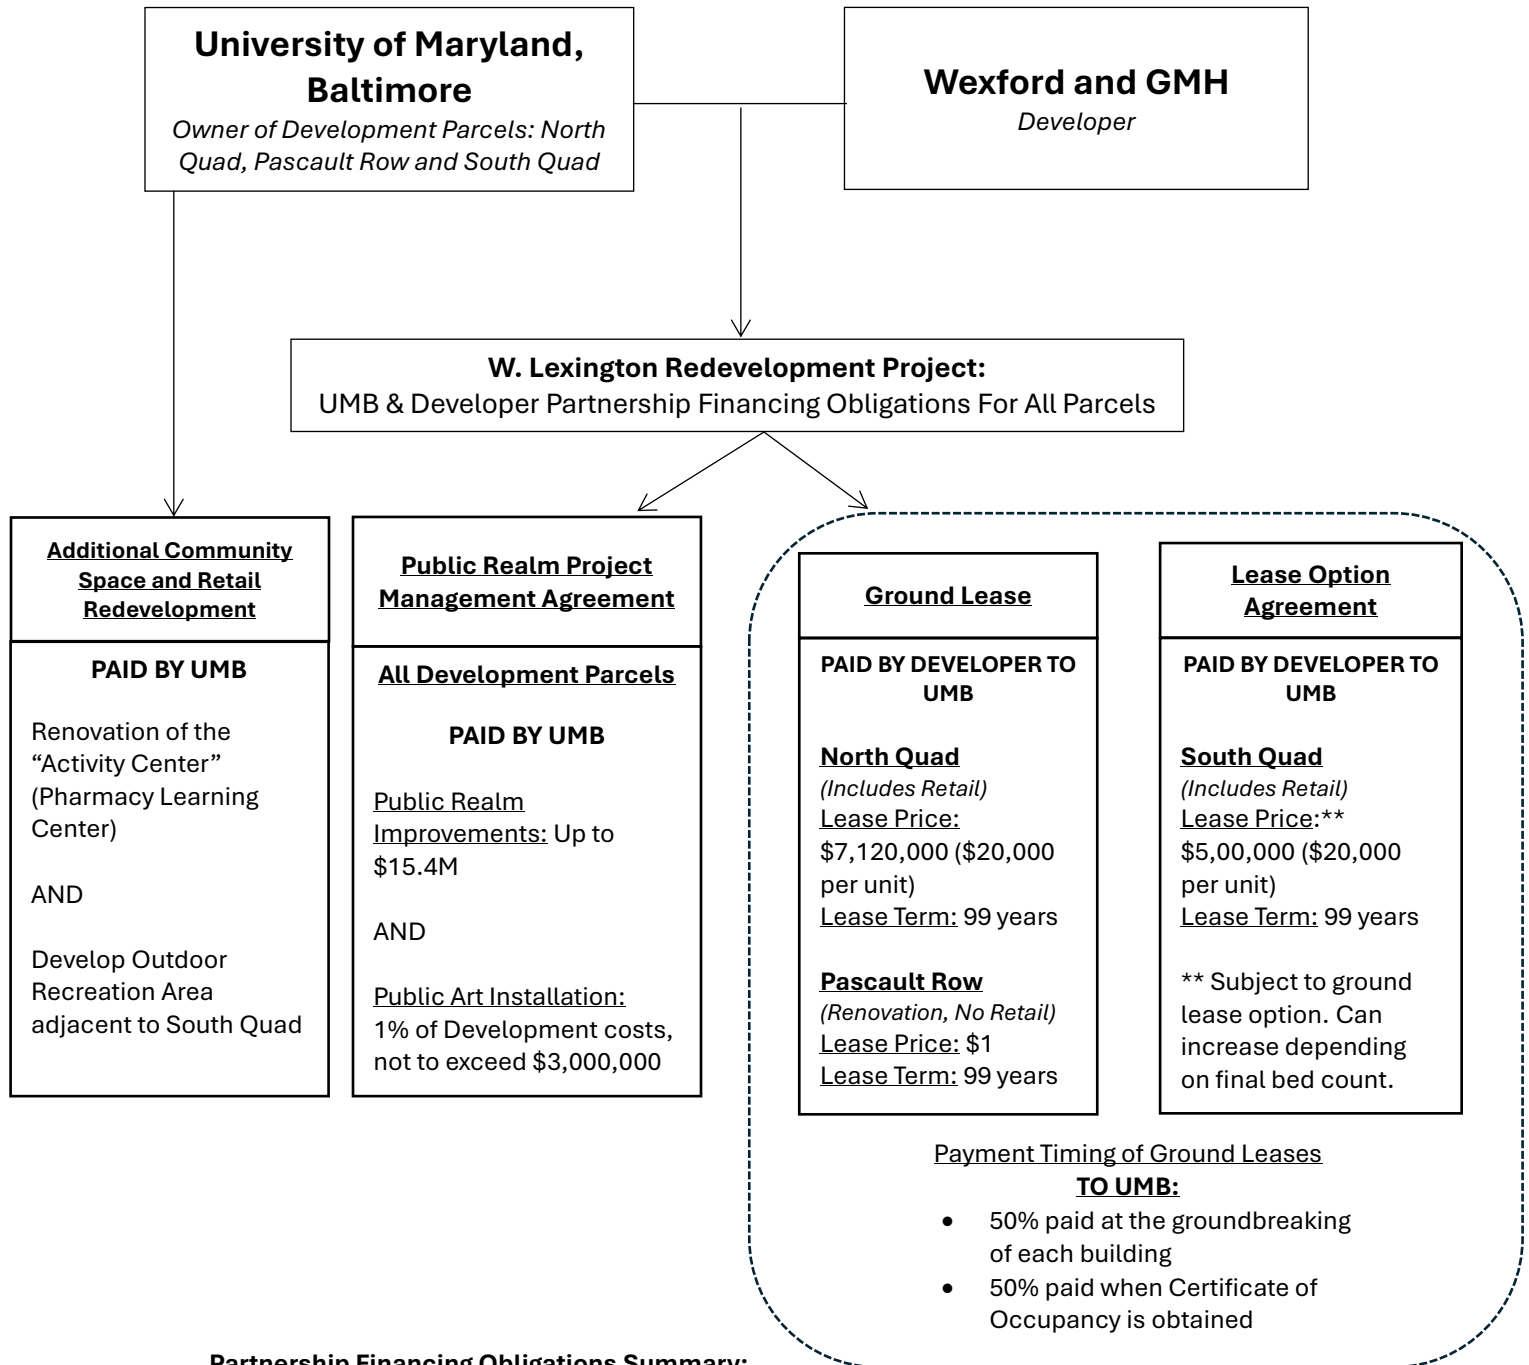 University of Maryland,
Baltimore
Owner of Development Parcels: North
Quad, Pascault Row and South Quad
Wexford and GMH
Developer
W. Lexington Redevelopment Project:
UMB & Developer Partnership Financing Obligations For All Parcels
Additional Community
Space and Retail
Redevelopment
PAID BY UMB
Renovation of the
“Activity Center”
(Pharmacy Learning
Center)
AND
Develop Outdoor
Recreation Area
adjacent to South Quad
Public Realm Project
Management Agreement
All Development Parcels
PAID BY UMB
Public Realm
Improvements: Up to
$15.4M
AND
Public Art Installation:
1% of Development costs,
not to exceed $3,000,000
Ground Lease
PAID BY DEVELOPER TO
UMB
North Quad
(Includes Retail)
Lease Price:
$7,120,000 ($20,000
per unit)
Lease Term: 99 years
Pascault Row
(Renovation, No Retail)
Lease Price: $1
Lease Term: 99 years
Lease Option
Agreement
PAID BY DEVELOPER TO
UMB
South Quad
(Includes Retail)
Lease Price:**
$5,00,000 ($20,000
per unit)
Lease Term: 99 years
** Subject to ground
lease option. Can
increase depending
on final bed count.
Payment Timing of Ground Leases
TO UMB:
• 50% paid at the groundbreaking
of each building
• 50% paid when Certificate of
Occupancy is obtained
Partnership Financing Obligations Summary: